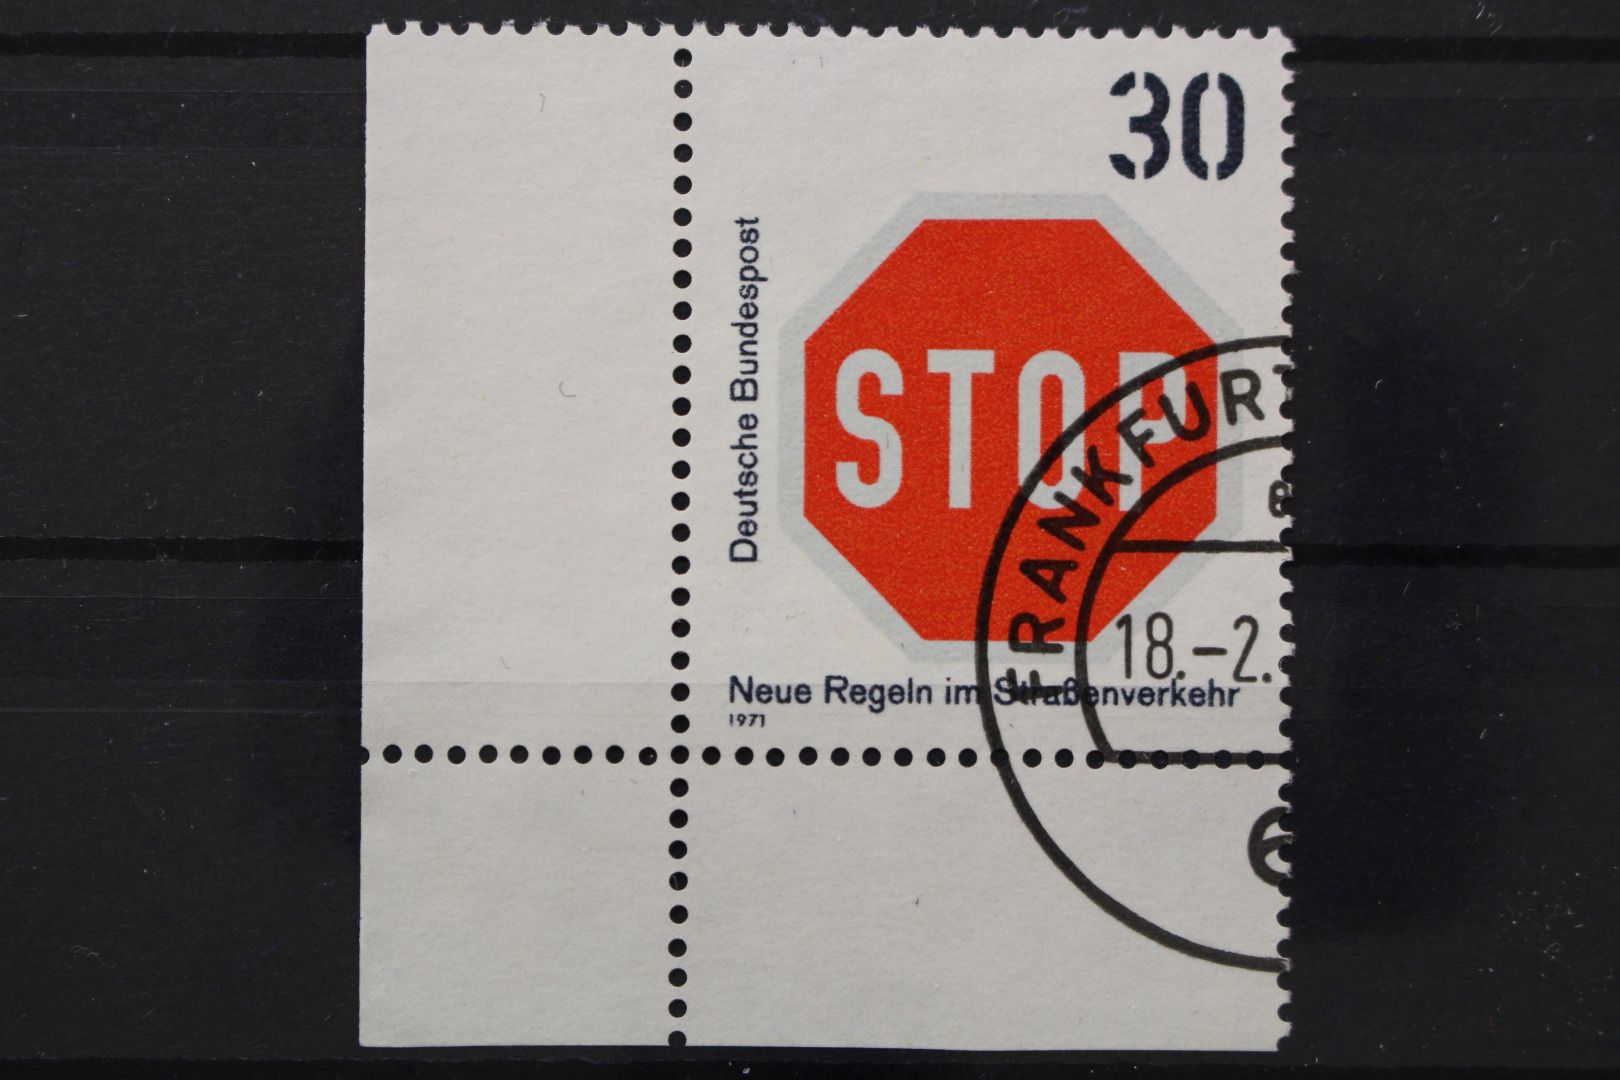 30
Deutsche Bundespost
STOP
Neue Regeln im Straßenverkehr
1971
FRANKFURT
18.-2.